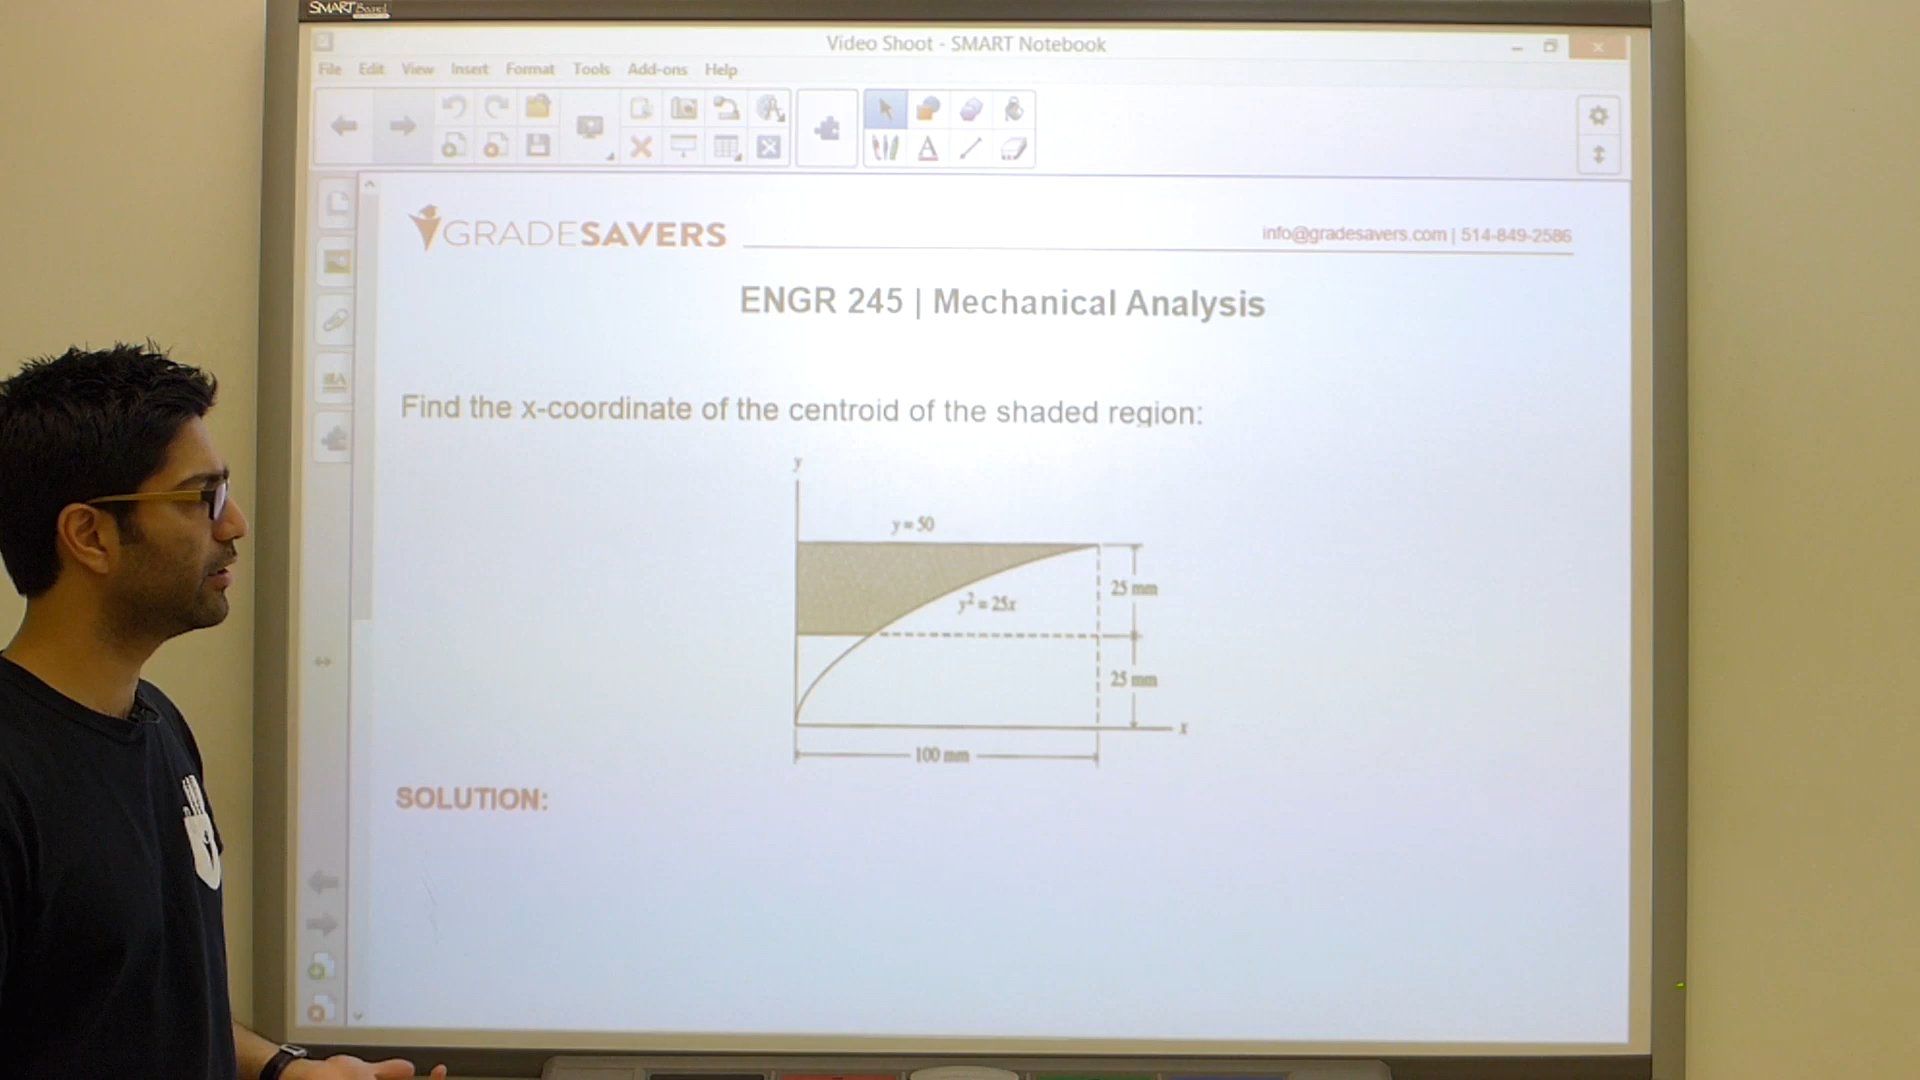 SMART Board
Video Shoot - SMART Notebook
File Edit View Insert Format Tools Add-ons Help
GRADESAVERS
info@gradesavers.com | 514-849-2586
ENGR 245 | Mechanical Analysis
Find the x-coordinate of the centroid of the shaded region:
y
y = 50
25 mm
y² = 25x
25 mm
x
100 mm
SOLUTION: